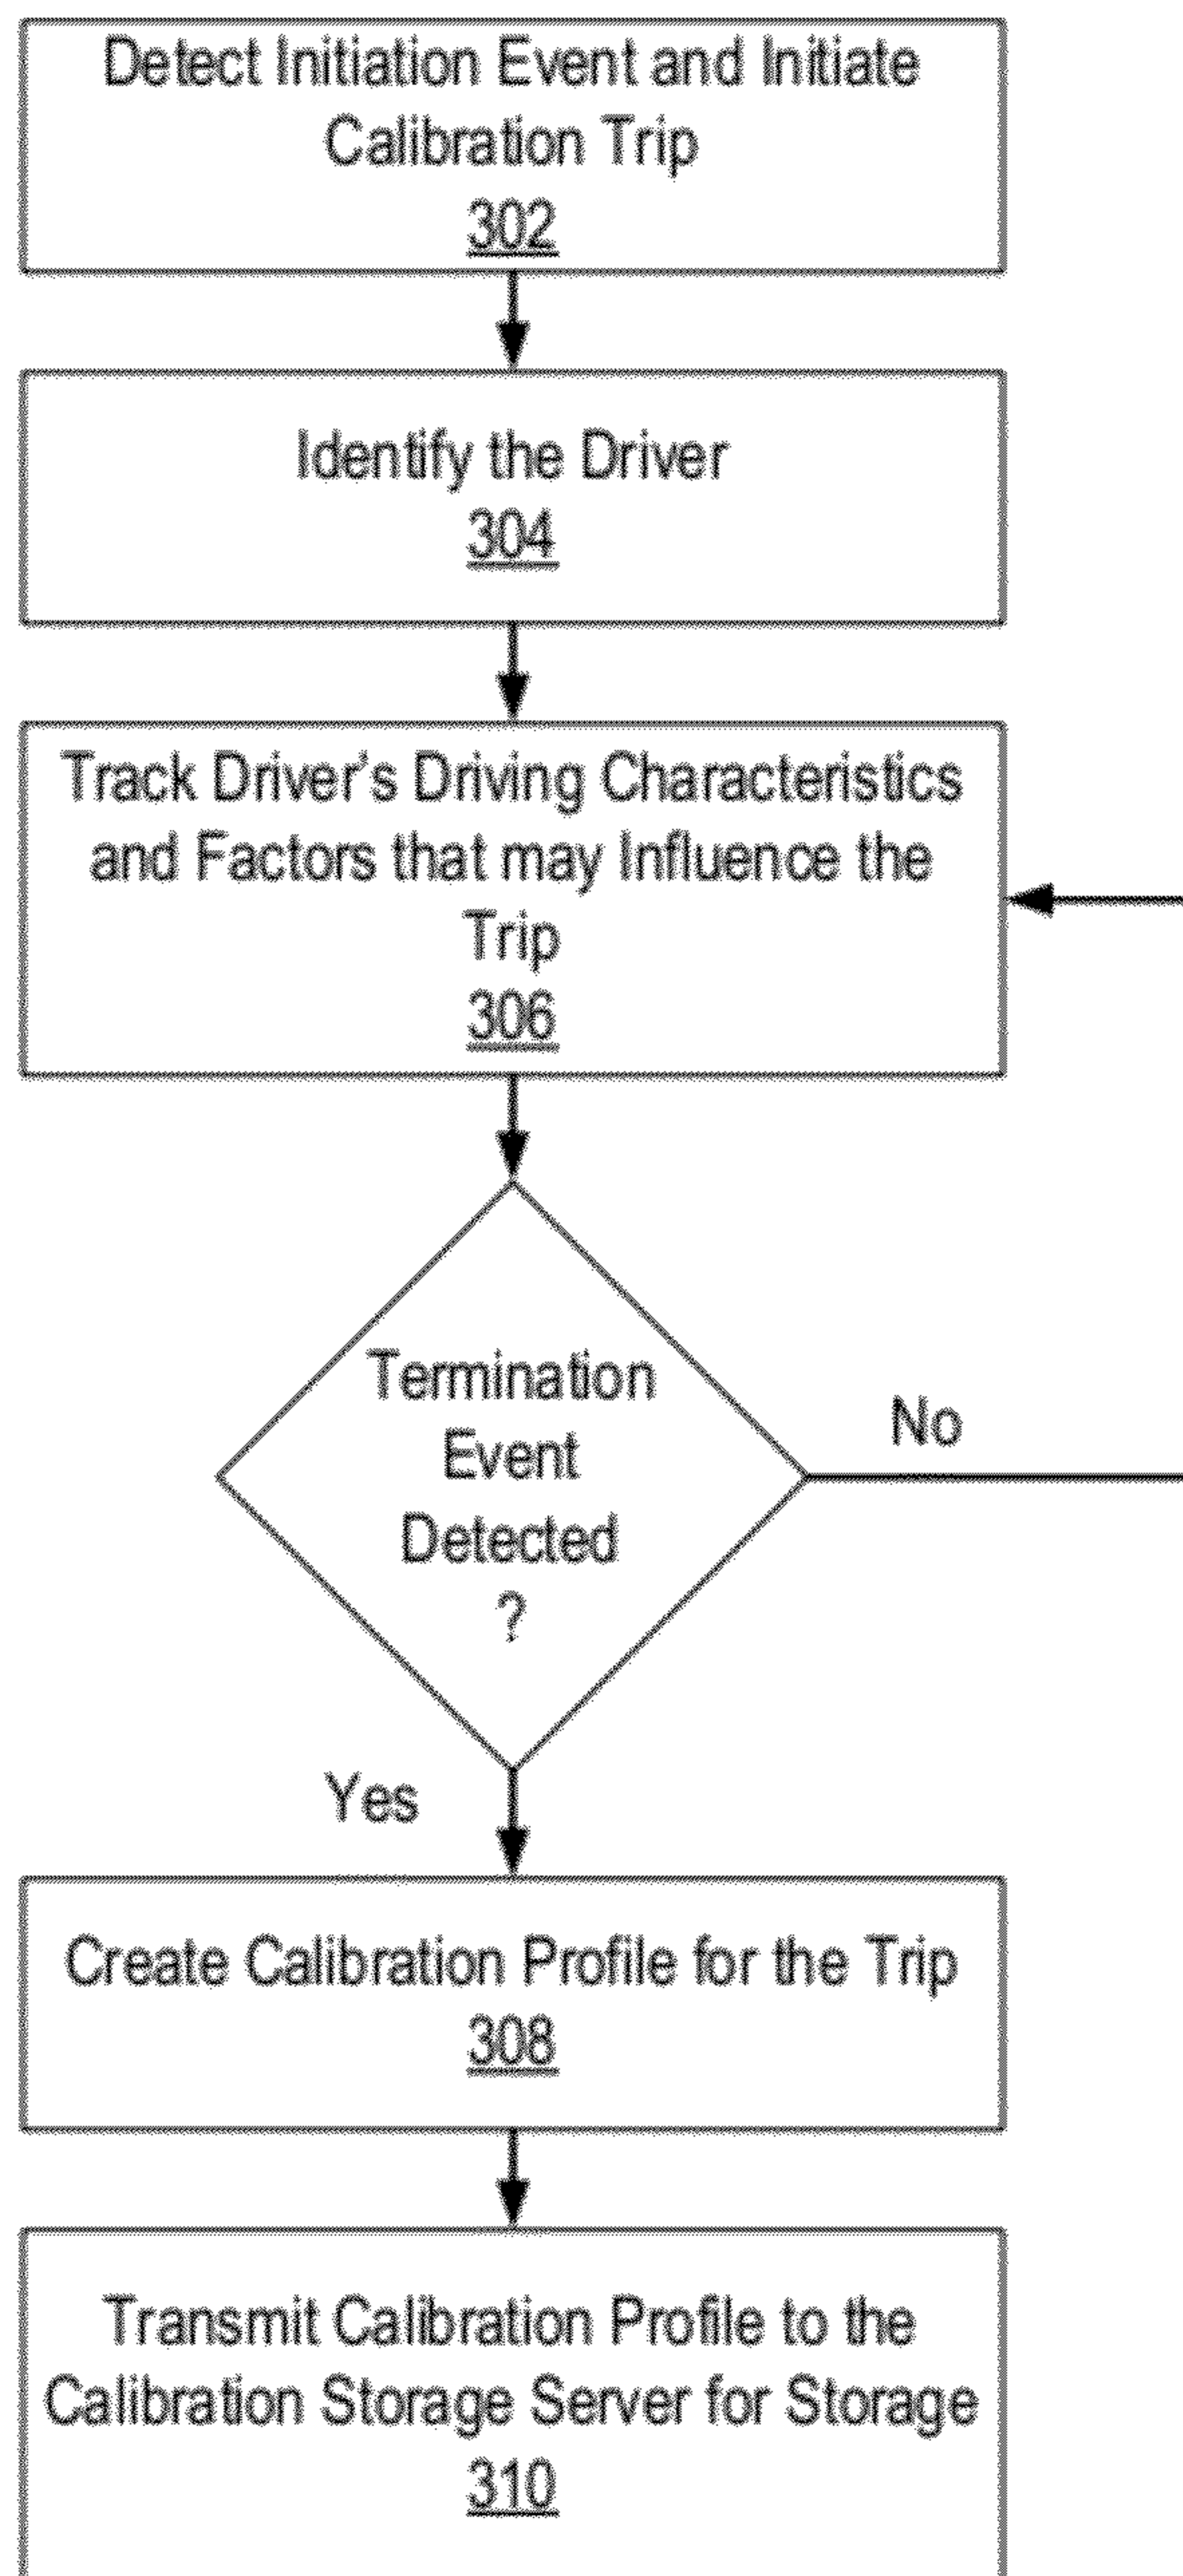 Detect Initiation Event and Initiate
Calibration Trip
302
Identify the Driver
304
Track Driver's Driving Characteristics
and Factors that may Influence the
Trip
306
Termination
Event
Detected
?
No
Yes
Create Calibration Profile for the Trip
308
Transmit Calibration Profile to the
Calibration Storage Server for Storage
310